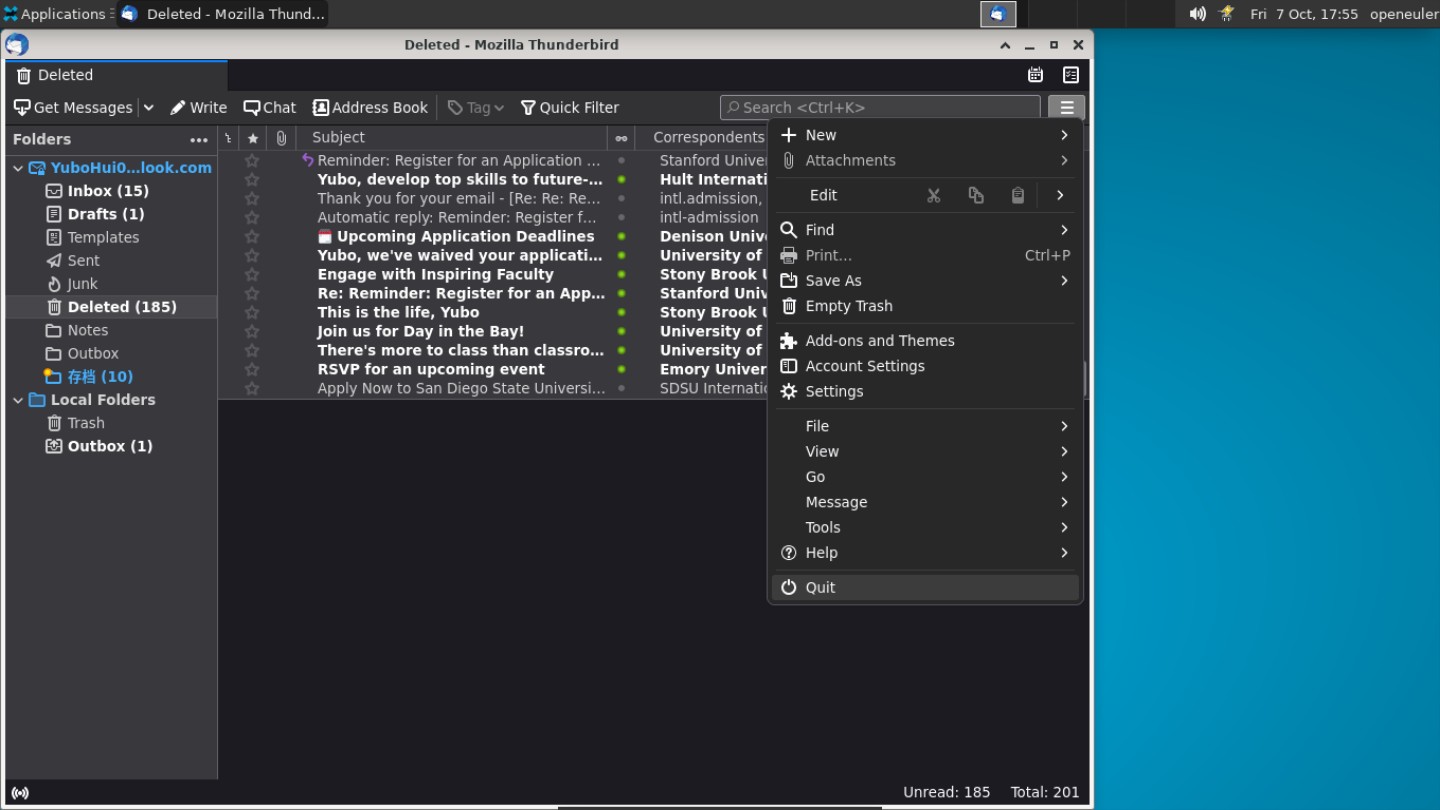 Applications
Deleted - Mozilla Thund...
Fri 7 Oct, 17:55
openeuler
Deleted - Mozilla Thunderbird
Deleted
Get Messages
Write
Chat
Address Book
Tag
Quick Filter
Search <Ctrl+K>
Folders
YuboHui0...look.com
Inbox (15)
Drafts (1)
Templates
Sent
Junk
Deleted (185)
Notes
Outbox
存档 (10)
Local Folders
Trash
Outbox (1)
Subject
Correspondents
Reminder: Register for an Application ...
Stanford Univer
Yubo, develop top skills to future-...
Hult Internati
Thank you for your email - [Re: Re: Re...
intl.admission,
Automatic reply: Reminder: Register f...
intl-admission
Upcoming Application Deadlines
Denison Unive
Yubo, we've waived your applicati...
University of
Engage with Inspiring Faculty
Stony Brook U
Re: Reminder: Register for an App...
Stanford Univ
This is the life, Yubo
Stony Brook U
Join us for Day in the Bay!
University of
There's more to class than classro...
University of
RSVP for an upcoming event
Emory Univer
Apply Now to San Diego State Universi...
SDSU Internatio
New
Attachments
Edit
Find
Print... Ctrl+P
Save As
Empty Trash
Add-ons and Themes
Account Settings
Settings
File
View
Go
Message
Tools
Help
Quit
Unread: 185
Total: 201